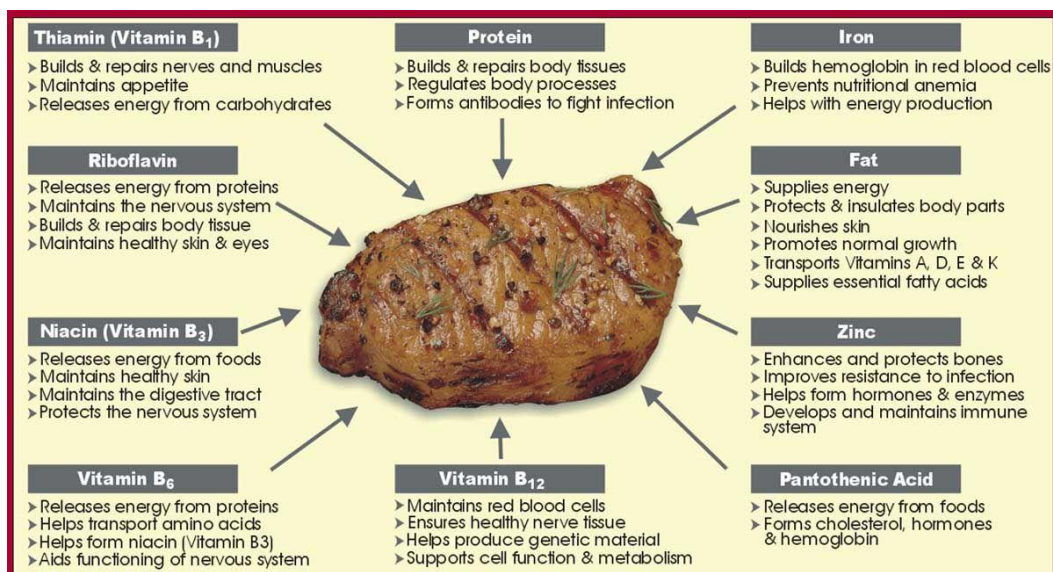 Thiamin (Vitamin B1)
➤Builds & repairs nerves and muscles
➤Maintains appetite
➤Releases energy from carbohydrates
Protein
➤Builds & repairs body tissues
➤Regulates body processes
➤Forms antibodies to fight infection
Iron
➤Builds hemoglobin in red blood cells
➤Prevents nutritional anemia
➤Helps with energy production
Riboflavin
➤Releases energy from proteins
➤Maintains the nervous system
➤Builds & repairs body tissue
➤Maintains healthy skin & eyes
Fat
➤Supplies energy
➤Protects & insulates body parts
➤Nourishes skin
➤Promotes normal growth
➤Transports Vitamins A, D, E & K
➤Supplies essential fatty acids
Niacin (Vitamin B3)
➤Releases energy from foods
➤Maintains healthy skin
➤Maintains the digestive tract
➤Protects the nervous system
Zinc
➤Enhances and protects bones
➤Improves resistance to infection
➤Helps form hormones & enzymes
➤Develops and maintains immune
system
Vitamin B6
➤Releases energy from proteins
➤Helps transport amino acids
➤Helps form niacin (Vitamin B3)
➤Aids functioning of nervous system
Vitamin B12
➤Maintains red blood cells
➤Ensures healthy nerve tissue
➤Helps produce genetic material
➤Supports cell function & metabolism
Pantothenic Acid
➤Releases energy from foods
➤Forms cholesterol, hormones
& hemoglobin